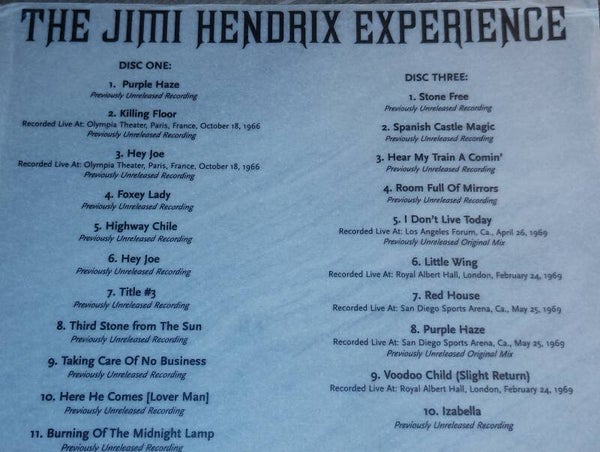 THE JIMI HENDRIX EXPERIENCE
DISC ONE:
1. Purple Haze
Previously Unreleased Recording
2. Killing Floor
Recorded Live At: Olympia Theater, Paris, France, October 18, 1966
Previously Unreleased Recording
3. Hey Joe
Recorded Live At: Olympia Theater, Paris, France, October 18, 1966
Previously Unreleased Recording
4. Foxey Lady
Previously Unreleased Recording
5. Highway Chile
Previously Unreleased Recording
6. Hey Joe
Previously Unreleased Recording
7. Title #3
Previously Unreleased Recording
8. Third Stone from The Sun
Previously Unreleased Recording
9. Taking Care Of No Business
Previously Unreleased Recording
10. Here He Comes [Lover Man]
Previously Unreleased Recording
11. Burning Of The Midnight Lamp
Previously Unreleased Recording
DISC THREE:
1. Stone Free
Previously Unreleased Recording
2. Spanish Castle Magic
Previously Unreleased Recording
3. Hear My Train A Comin'
Previously Unreleased Recording
4. Room Full Of Mirrors
Previously Unreleased Recording
5. I Don't Live Today
Recorded Live At: Los Angeles Forum, Ca., April 26, 1969
Previously Unreleased Original Mix
6. Little Wing
Recorded Live At: Royal Albert Hall, London, February 24, 1969
7. Red House
Recorded Live At: San Diego Sports Arena, Ca., May 25, 1969
8. Purple Haze
Recorded Live At: San Diego Sports Arena, Ca., May 25, 1969
Previously Unreleased Original Mix
9. Voodoo Child (Slight Return)
Recorded Live At: Royal Albert Hall, London, February 24, 1969
10. Izabella
Previously Unreleased Recording